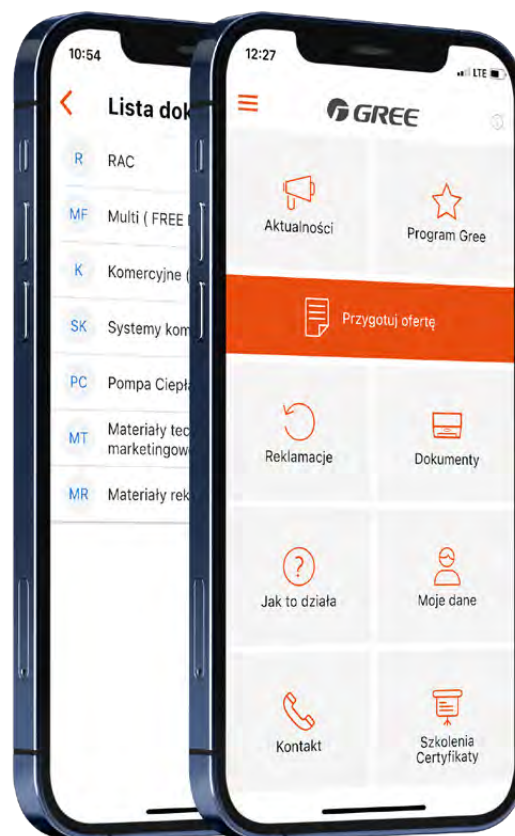 10:54
Lista dok
R RAC
MF Multi ( FREE
K Komercyjne (
SK Systemy kom
PC Pompa Ciepła
MT Materiały tec
marketingow
MR Materiały rek
12:27
LTE
GREE
Aktualności
Program Gree
Przygotuj ofertę
Reklamacje
Dokumenty
Jak to działa
Moje dane
Kontakt
Szkolenia
Certyfikaty